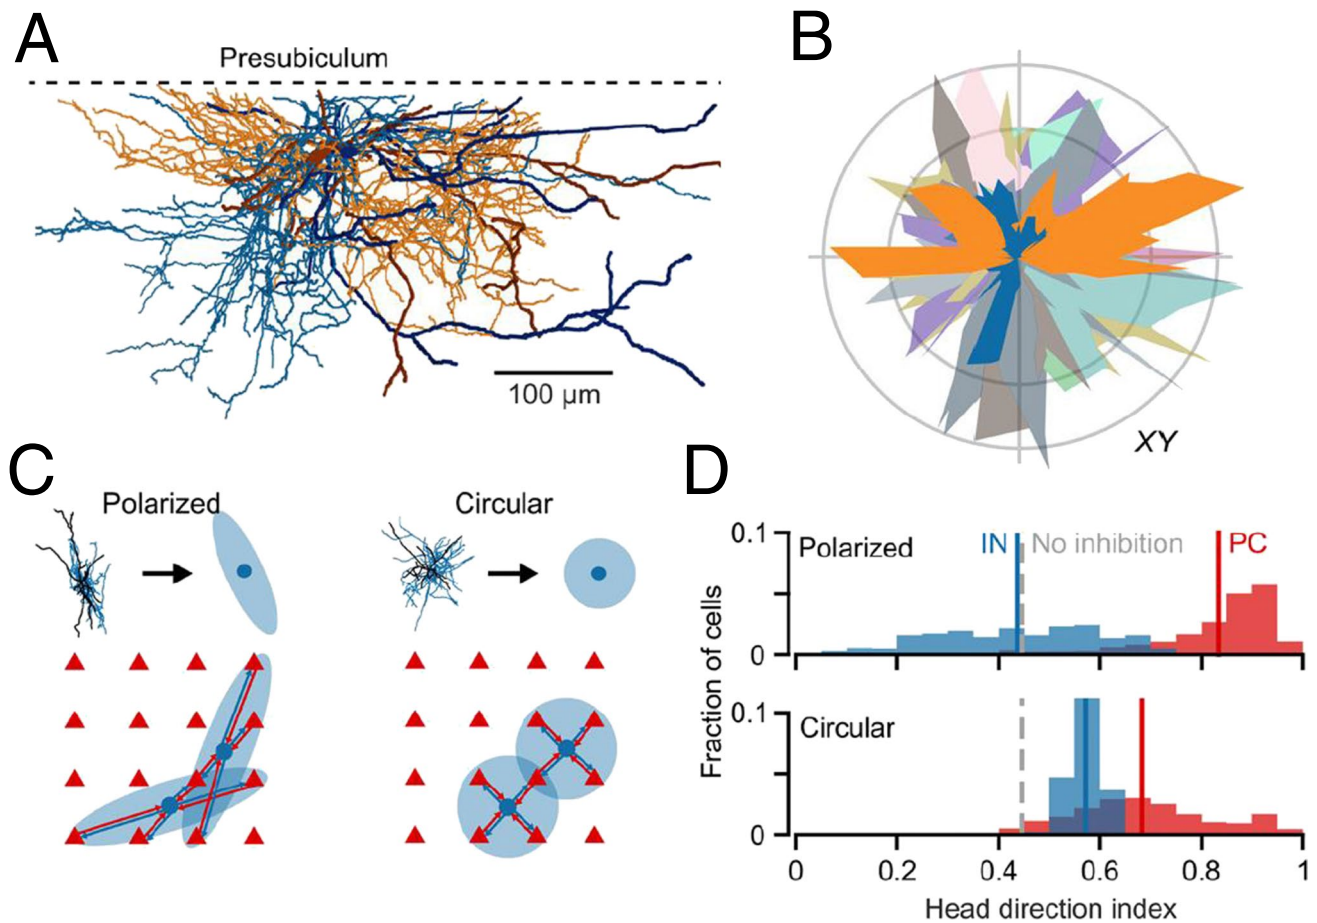 A
Presubiculum
100 µm
B
XY
C
Polarized
Circular
D
Fraction of cells
0.1
Polarized
IN
No inhibition
PC
0
0.1
Circular
0
0
0.2
0.4
0.6
0.8
1
Head direction index